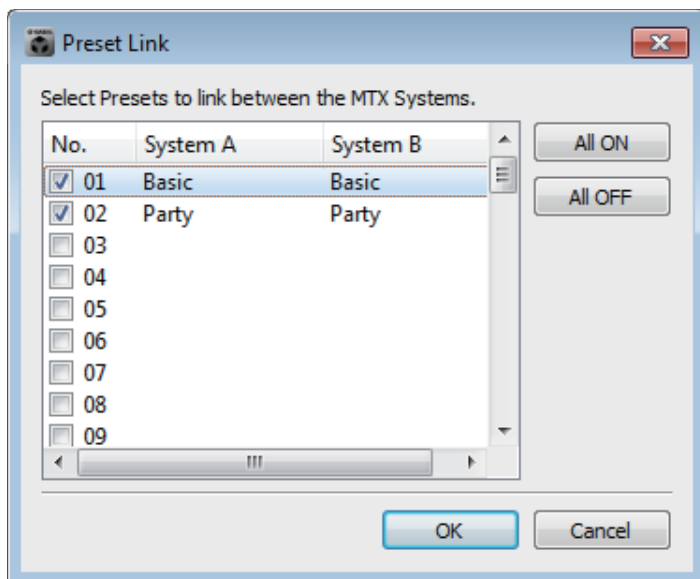 Preset Link
Select Presets to link between the MTX Systems.
No. System A System B
01 Basic Basic
02 Party Party
03
04
05
06
07
08
09
All ON
All OFF
OK Cancel